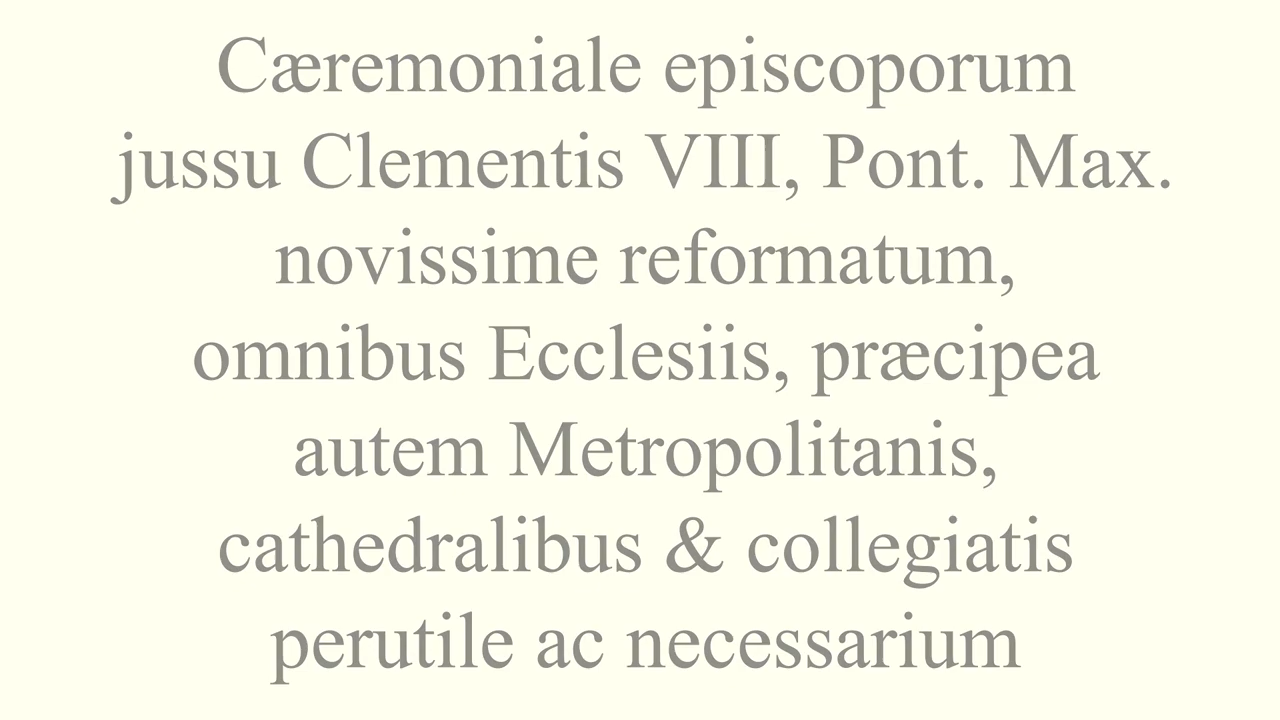 Cæremoniale episcoporum
jussu Clementis VIII, Pont. Max.
novissime reformatum,
omnibus Ecclesiis, præcipea
autem Metropolitanis,
cathedralibus & collegiatis
perutile ac necessarium